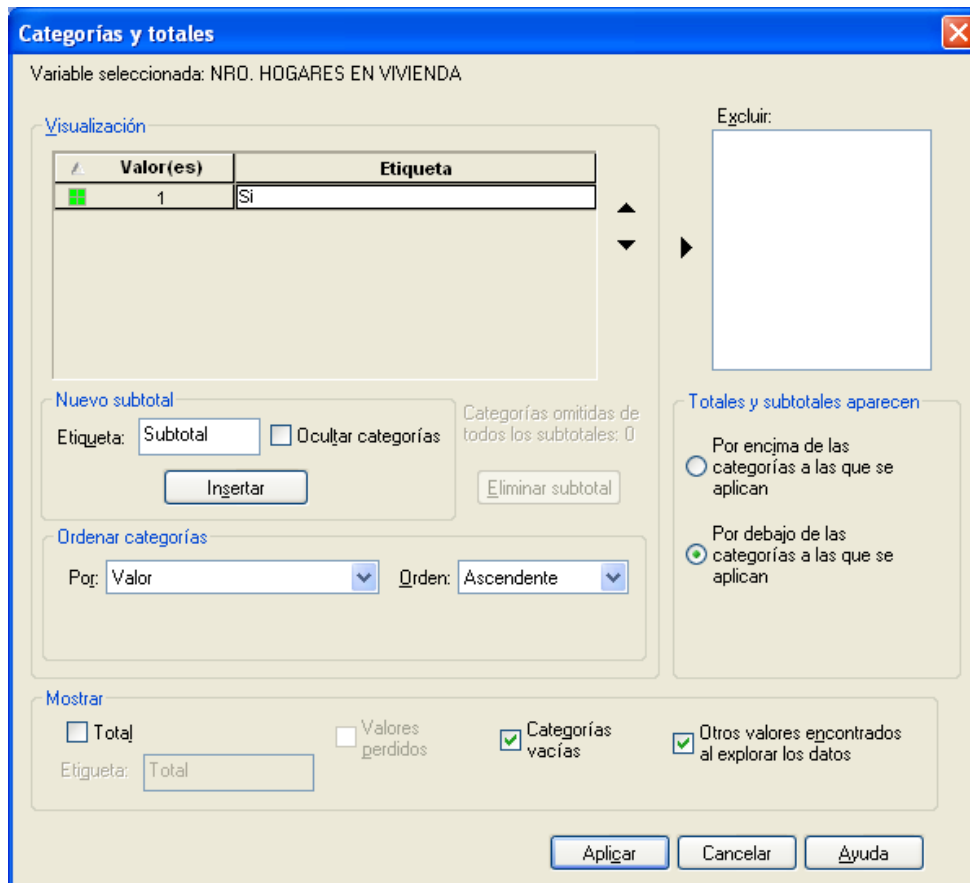 Categorías y totales
Variable seleccionada: NRO. HOGARES EN VIVIENDA
Visualización
Valor(es) Etiqueta
1 Si
Excluir:
Nuevo subtotal
Etiqueta: Subtotal Ocultar categorías
Insertar
Categorías omitidas de
todos los subtotales: 0
Eliminar subtotal
Totales y subtotales aparecen
Por encima de las
categorías a las que se
aplican
Por debajo de las
categorías a las que se
aplican
Ordenar categorías
Por: Valor Orden: Ascendente
Mostrar
Total
Etiqueta: Total
Valores
perdidos
Categorías
vacías
Otros valores encontrados
al explorar los datos
Aplicar Cancelar Ayuda